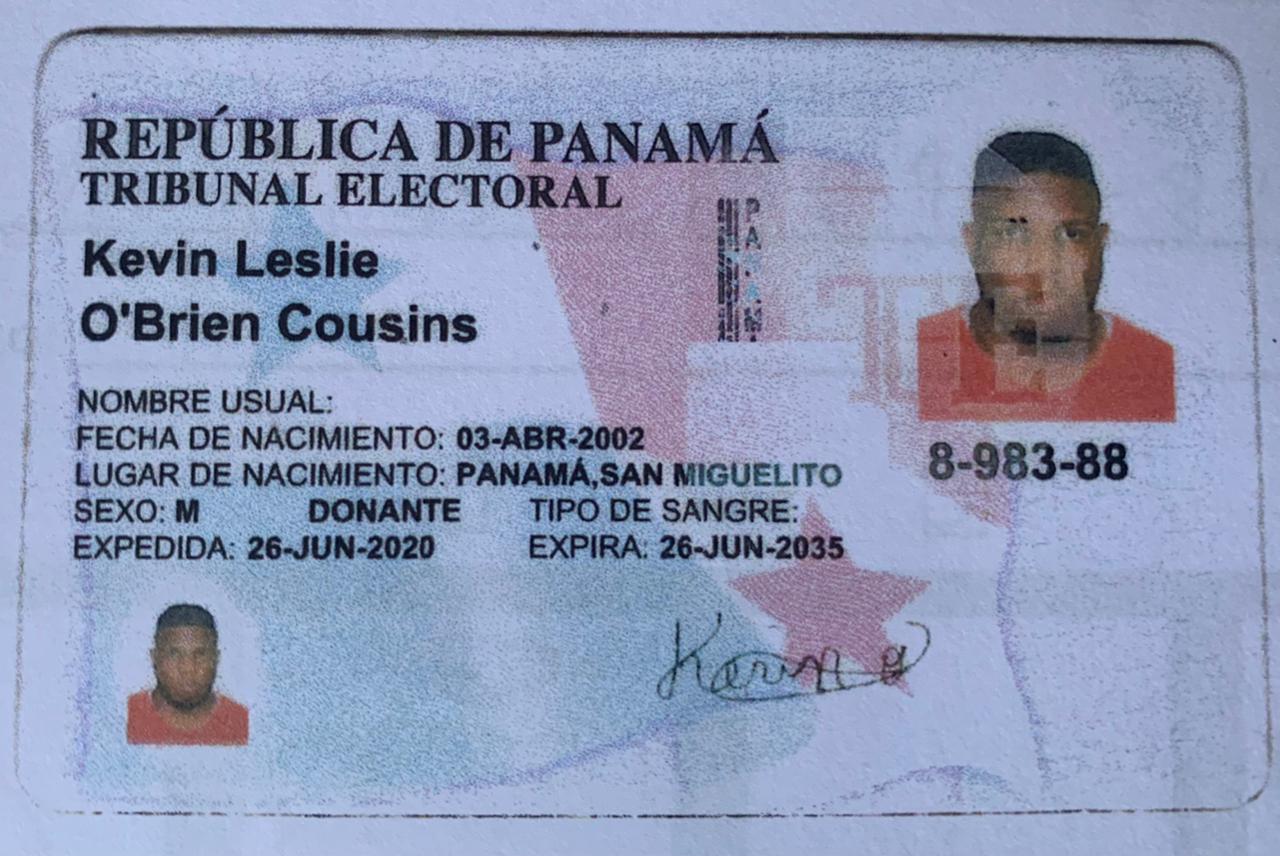 REPÚBLICA DE PANAMÁ
TRIBUNAL ELECTORAL
Kevin Leslie
O'Brien Cousins
PANAMÁ
NOMBRE USUAL:
FECHA DE NACIMIENTO: 03-ABR-2002
LUGAR DE NACIMIENTO: PANAMÁ,SAN MIGUELITO
8-983-88
SEXO: M DONANTE TIPO DE SANGRE:
EXPEDIDA: 26-JUN-2020 EXPIRA: 26-JUN-2035